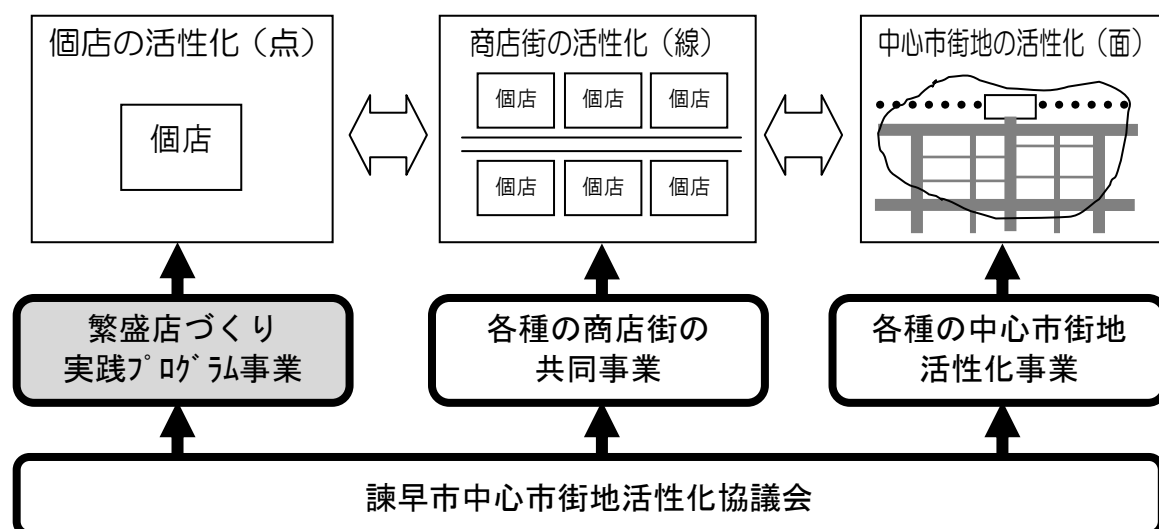 個店の活性化（点）
個店
商店街の活性化（線）
個店 個店 個店
個店 個店 個店
中心市街地の活性化（面）
繁盛店づくり
実践ﾌﾟﾛｸﾞﾗﾑ事業
各種の商店街の
共同事業
各種の中心市街地
活性化事業
諫早市中心市街地活性化協議会